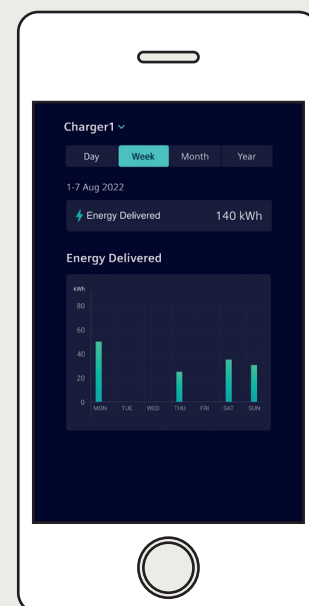 Charger1
Day Week Month Year
1-7 Aug 2022
Energy Delivered 140 kWh
Energy Delivered
kWh
80
60
40
20
0
MON TUE WED THU FRI SAT SUN